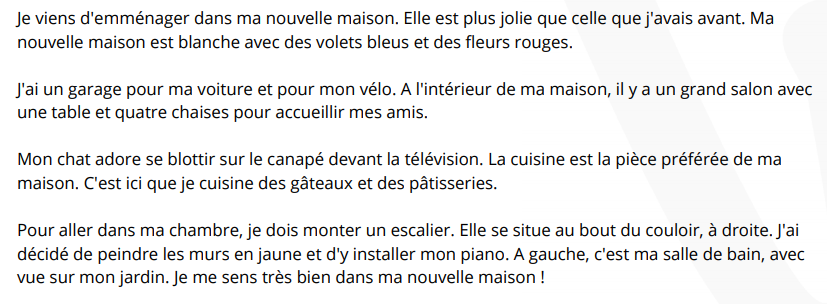 Je viens d'emménager dans ma nouvelle maison. Elle est plus jolie que celle que j'avais avant. Ma
nouvelle maison est blanche avec des volets bleus et des fleurs rouges.
J'ai un garage pour ma voiture et pour mon vélo. A l'intérieur de ma maison, il y a un grand salon avec
une table et quatre chaises pour accueillir mes amis.
Mon chat adore se blottir sur le canapé devant la télévision. La cuisine est la pièce préférée de ma
maison. C'est ici que je cuisine des gâteaux et des pâtisseries.
Pour aller dans ma chambre, je dois monter un escalier. Elle se situe au bout du couloir, à droite. J'ai
décidé de peindre les murs en jaune et d'y installer mon piano. A gauche, c'est ma salle de bain, avec
vue sur mon jardin. Je me sens très bien dans ma nouvelle maison !